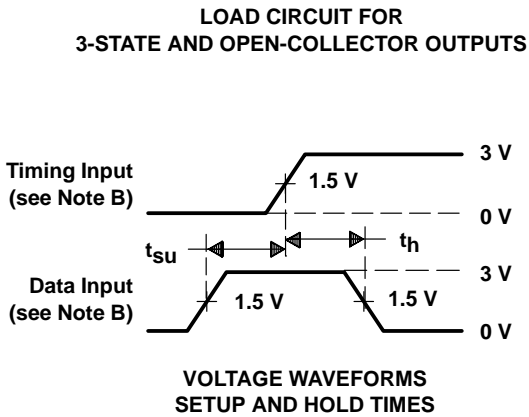 LOAD CIRCUIT FOR
3-STATE AND OPEN-COLLECTOR OUTPUTS
3 V
Timing Input
(see Note B)
1.5 V
0 V
tsu
th
3 V
Data Input
(see Note B)
1.5 V
1.5 V
0 V
VOLTAGE WAVEFORMS
SETUP AND HOLD TIMES